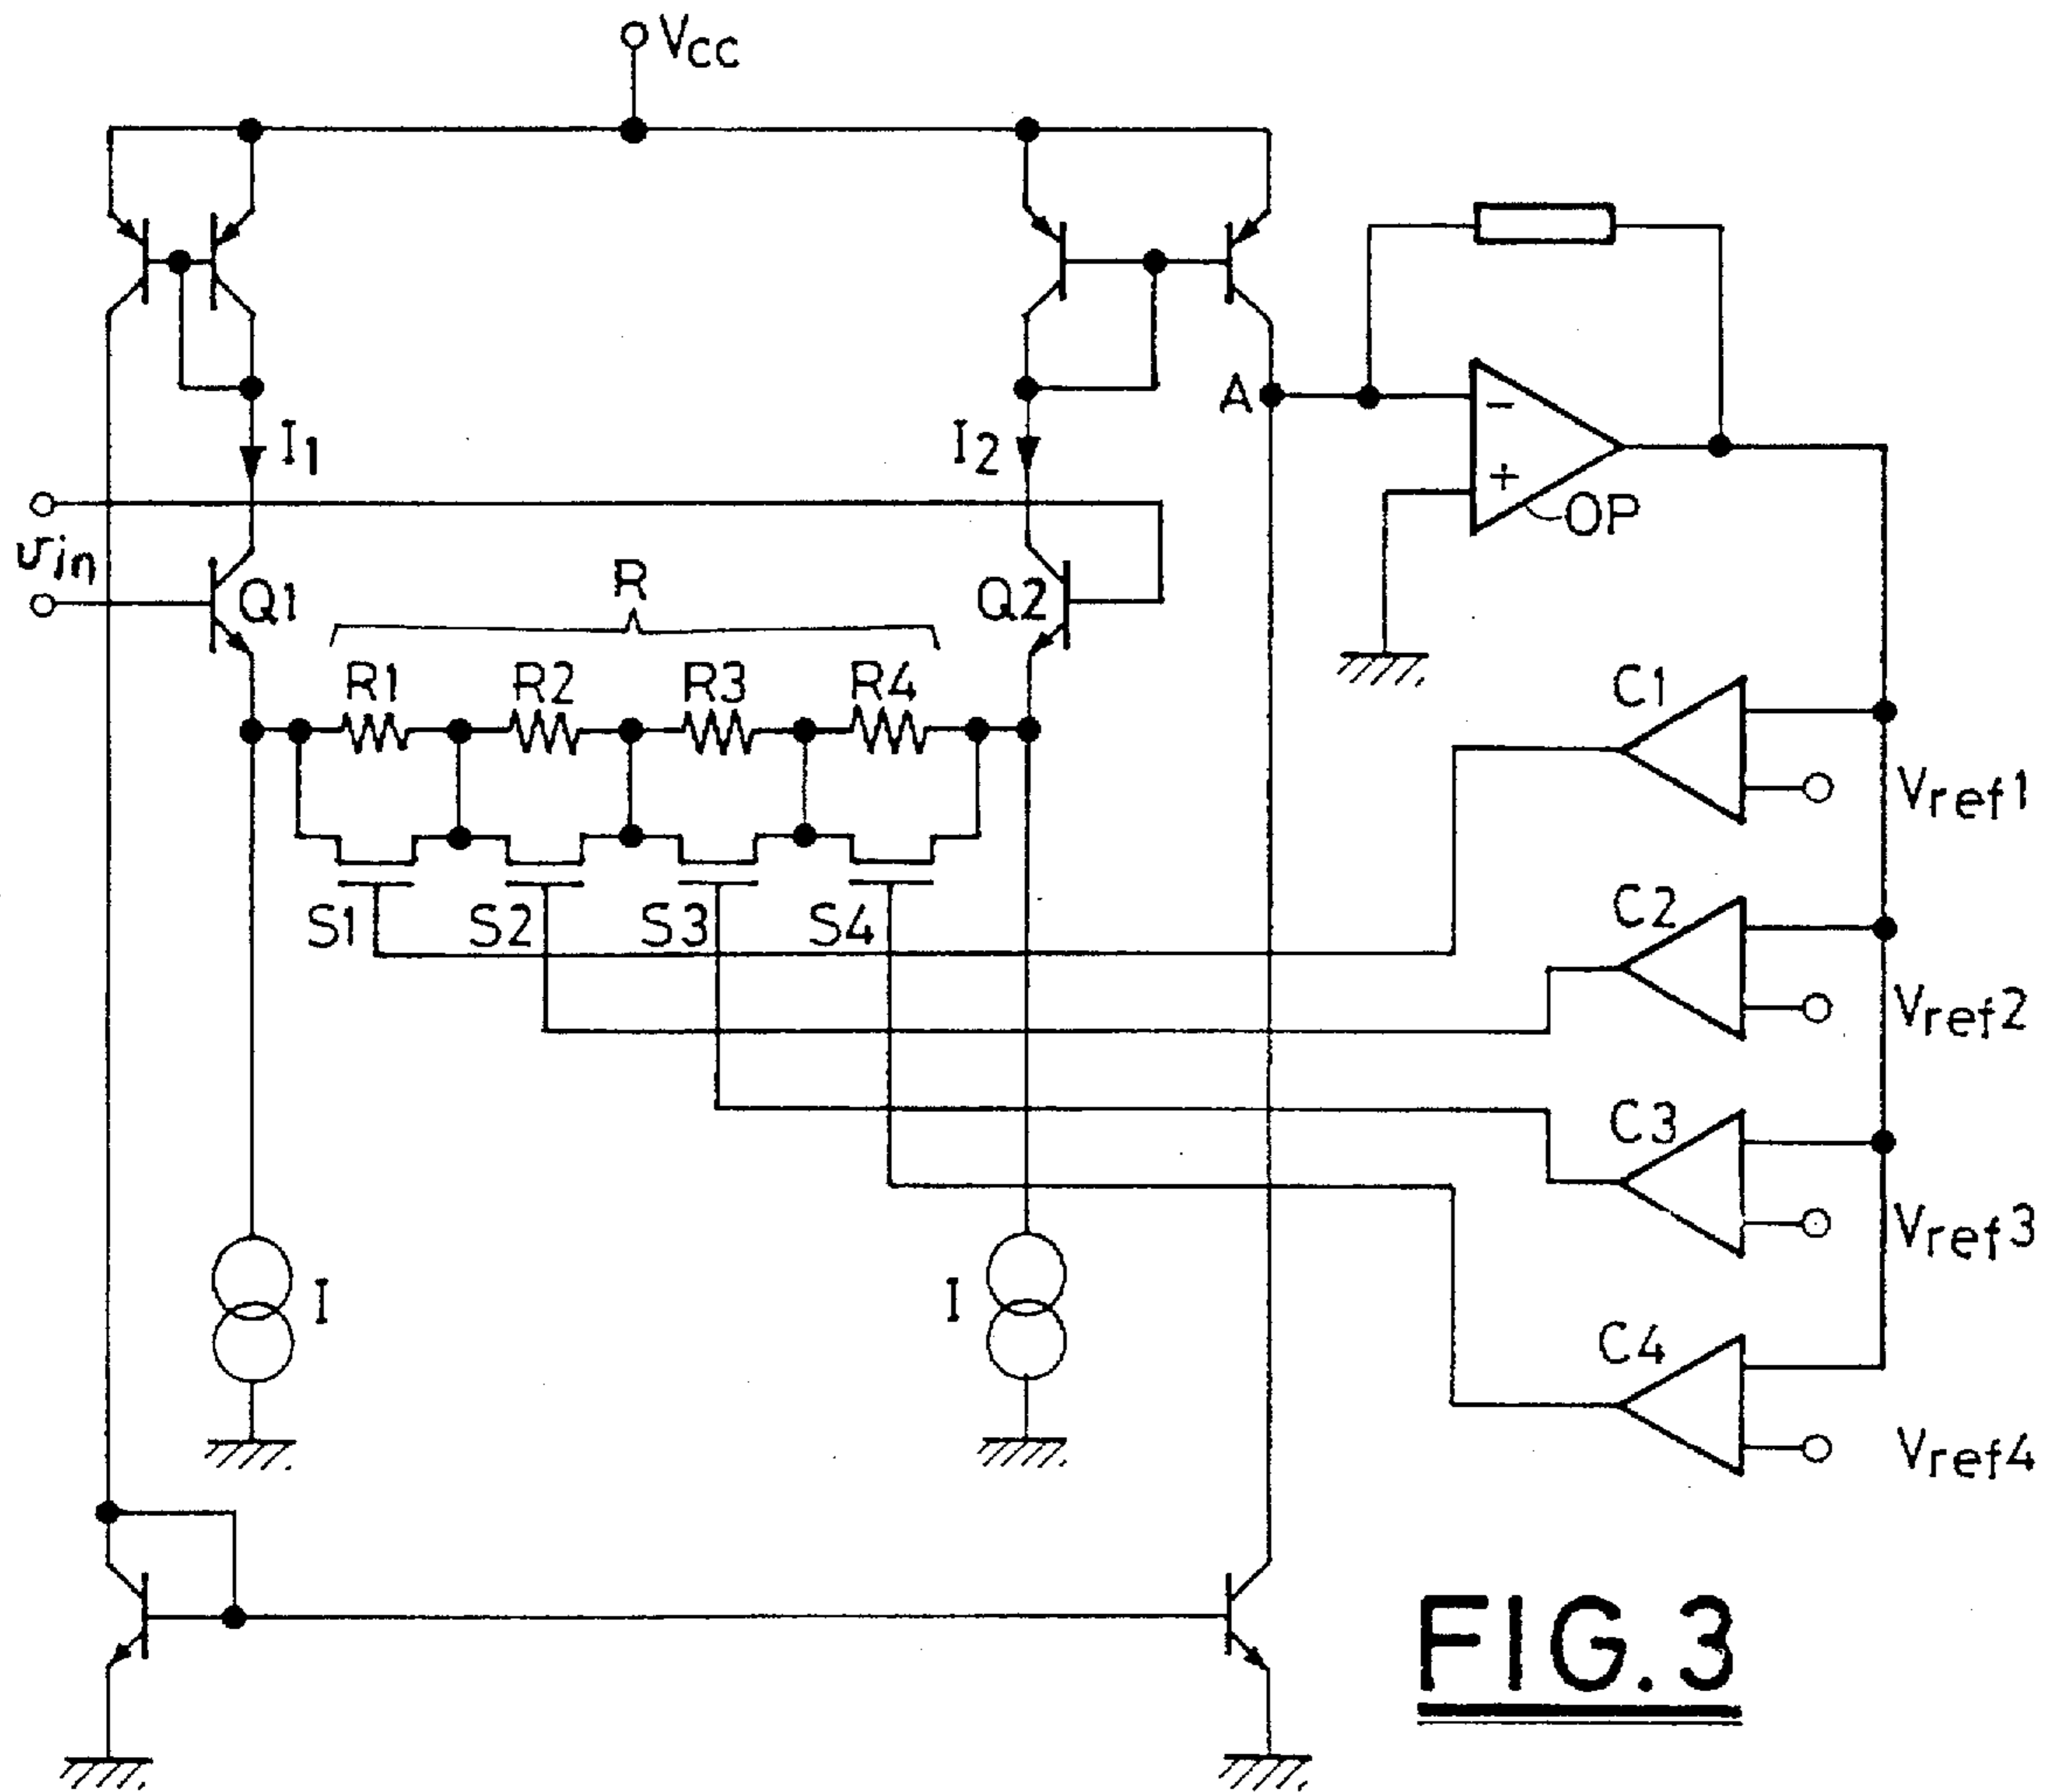 Vcc
I1
I2
A
−
+
OP
vin
Q1
R
Q2
R1
R2
R3
R4
C1
Vref1
S1
S2
S3
S4
C2
Vref2
C3
Vref3
I
I
C4
Vref4
FIG.3